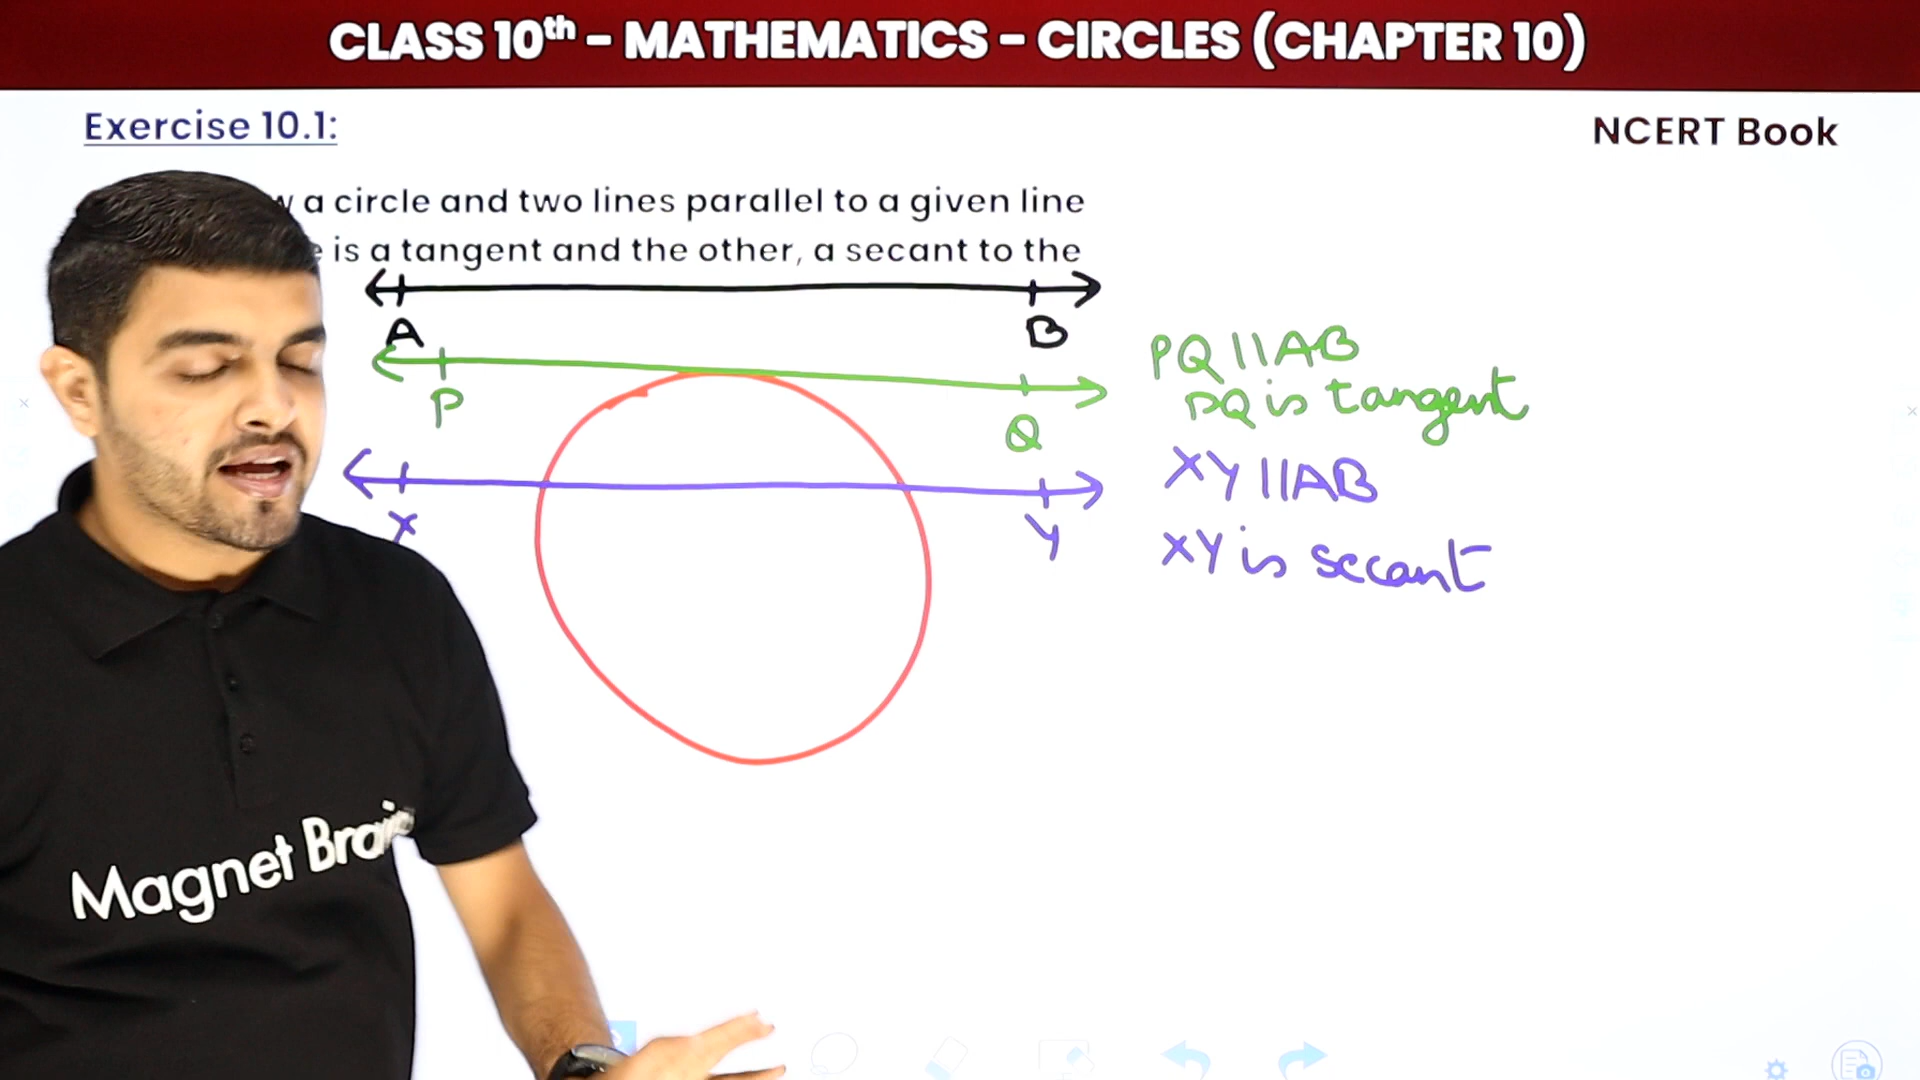 CLASS 10th - MATHEMATICS - CIRCLES (CHAPTER 10)
Exercise 10.1:
NCERT Book
a circle and two lines parallel to a given line
is a tangent and the other, a secant to the
A
B
P
Q
PQ || AB
PQ is tangent
X
Y
XY || AB
XY is secant
Magnet Brains